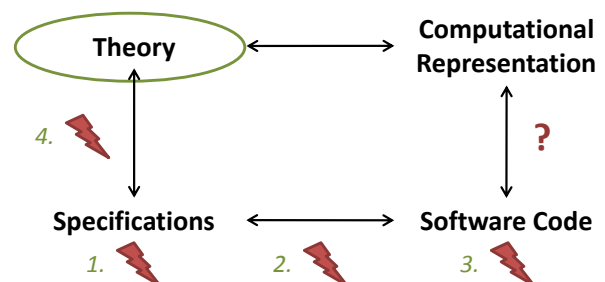 Theory
Computational
Representation
4.
?
Specifications
Software Code
1.
2.
3.